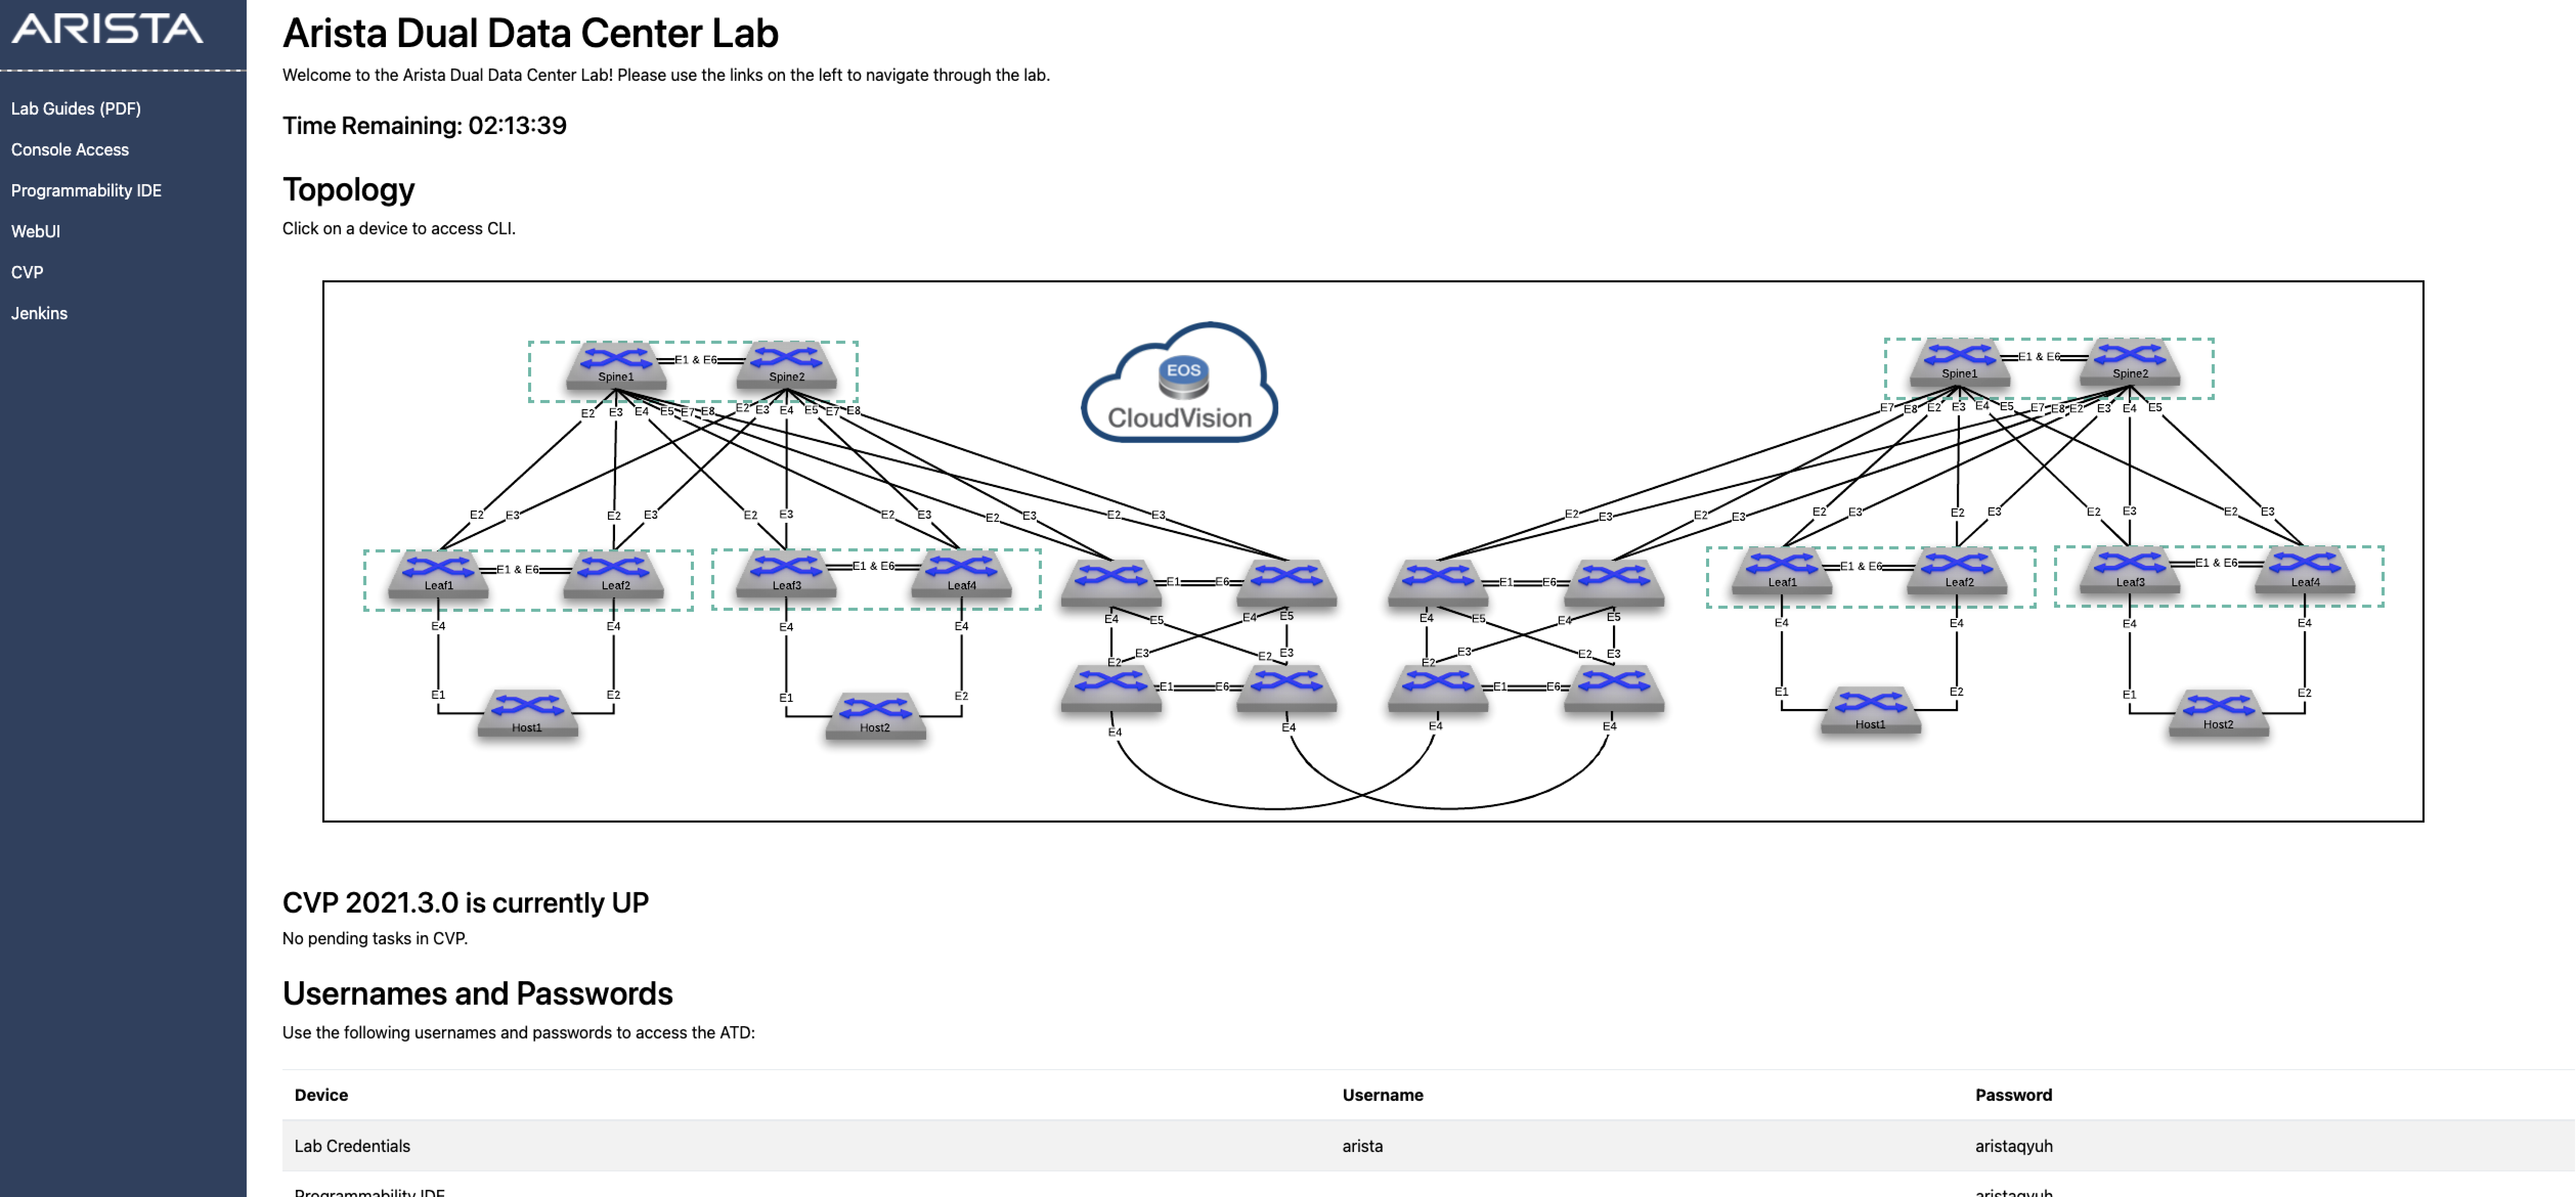 ARISTA
Lab Guides (PDF)
Console Access
Programmability IDE
WebUI
CVP
Jenkins
Arista Dual Data Center Lab
Welcome to the Arista Dual Data Center Lab! Please use the links on the left to navigate through the lab.
Time Remaining: 02:13:39
Topology
Click on a device to access CLI.
EOS
CloudVision
Spine1 E1 & E6 Spine2
E2 E3 E4 E5 E7 E8 E2 E3 E4 E5 E7 E8
E2 E3 E2 E3 E2 E3 E2 E3 E2 E3 E2 E3
Leaf1 E1 & E6 Leaf2 Leaf3 E1 & E6 Leaf4
E4 E4 E4 E4
E1 E2 E1 E2
Host1 Host2
E1 E6
E4 E5 E4 E5
E2 E3 E2 E3
E1 E6
E4 E4
E1 E6
E4 E5 E4 E5
E2 E3 E2 E3
E1 E6
E4 E4
Spine1 E1 & E6 Spine2
E7 E8 E2 E3 E4 E5 E7 E8 E2 E3 E4 E5
E2 E3 E2 E3 E2 E3 E2 E3 E2 E3 E2 E3
Leaf1 E1 & E6 Leaf2 Leaf3 E1 & E6 Leaf4
E4 E4 E4 E4
E1 E2 E1 E2
Host1 Host2
CVP 2021.3.0 is currently UP
No pending tasks in CVP.
Usernames and Passwords
Use the following usernames and passwords to access the ATD:
Device Username Password
Lab Credentials arista aristaqyuh
Programmability IDE aristaqyuh